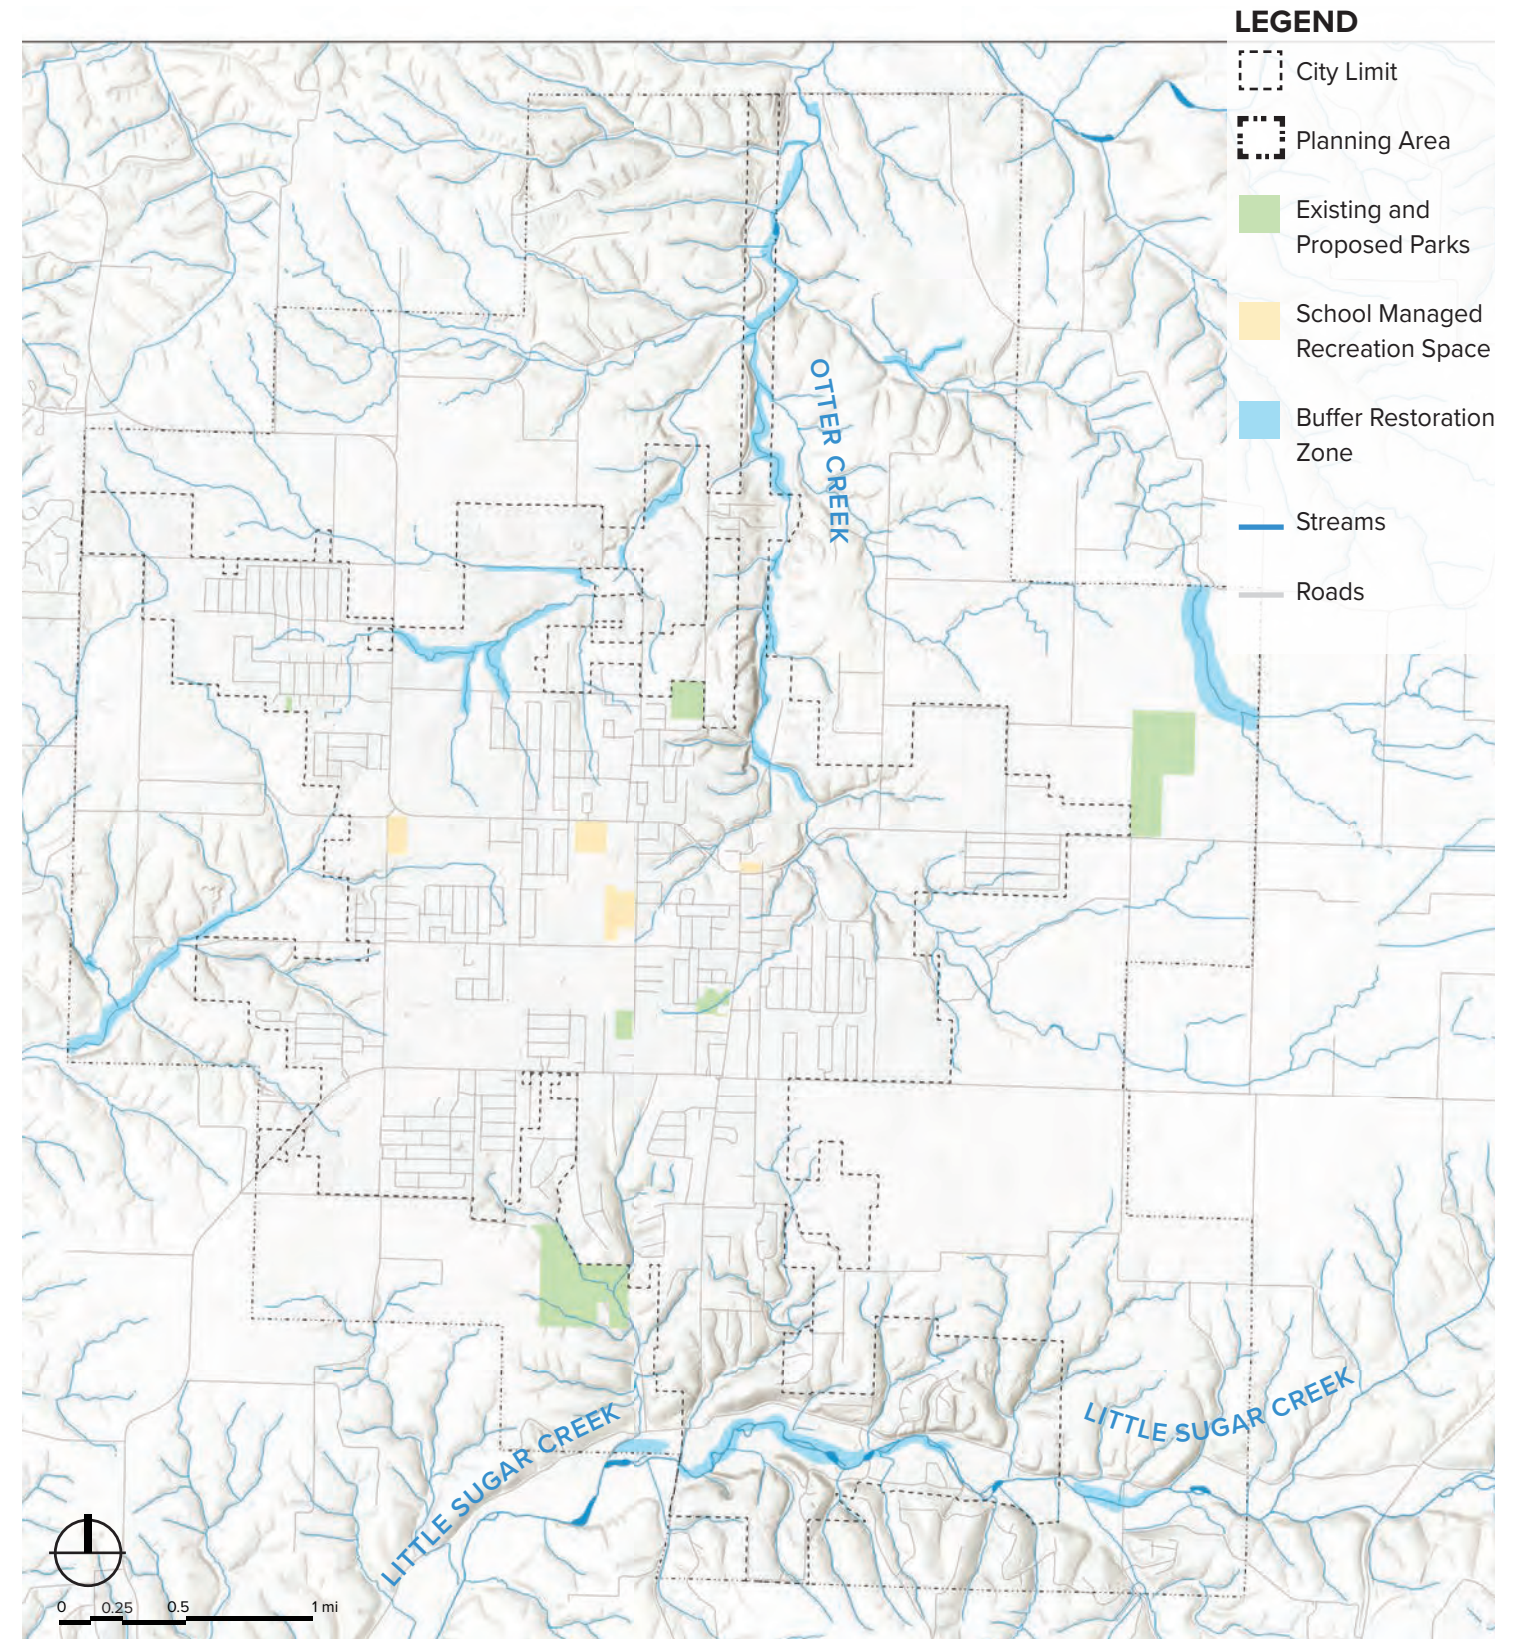 LEGEND
City Limit
Planning Area
Existing and
Proposed Parks
School Managed
Recreation Space
Buffer Restoration
Zone
Streams
Roads
OTTER CREEK
LITTLE SUGAR CREEK
LITTLE SUGAR CREEK
0 0.25 0.5 1 mi